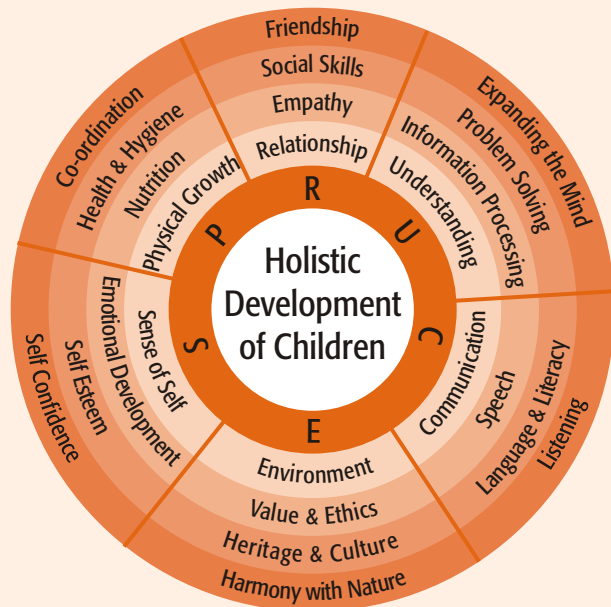 Friendship
Social Skills
Empathy
Relationship
R
Expanding the Mind
Problem Solving
Information Processing
Understanding
U
Listening
Language & Literacy
Speech
Communication
C
E
Environment
Value & Ethics
Heritage & Culture
Harmony with Nature
Self Confidence
Self Esteem
Emotional Development
Sense of Self
S
Co-ordination
Health & Hygiene
Nutrition
Physical Growth
P
Holistic
Development
of Children